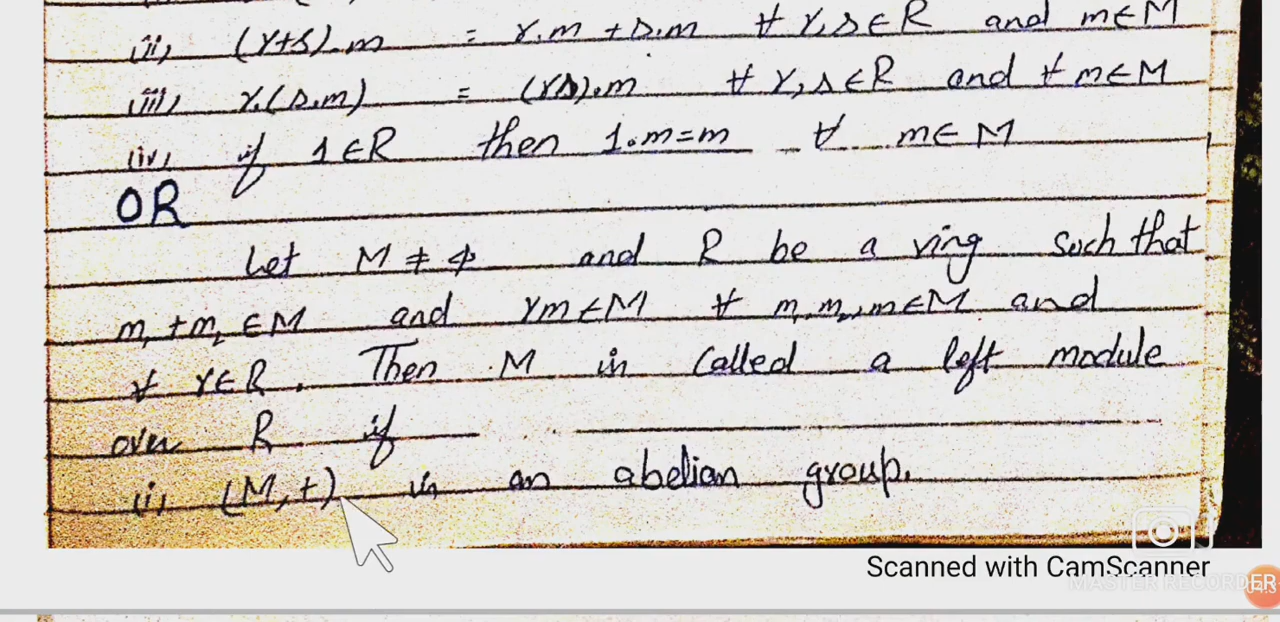 (ii) (r+s).m = r.m + s.m ∀ r,s∈R and m∈M
(iii) r.(s.m) = (rs).m ∀ r,s∈R and ∀ m∈M
(iv) if 1∈R then 1.m=m ∀ m∈M
OR
Let M ≠ φ and R be a ring such that
m₁+m₂∈M and rm∈M ∀ m₁,m₂,m∈M and
∀ r∈R. Then M is called a left module
over R if
(i) (M,+) is an abelian group.
Scanned with CamScanner
MASTER RECORDER